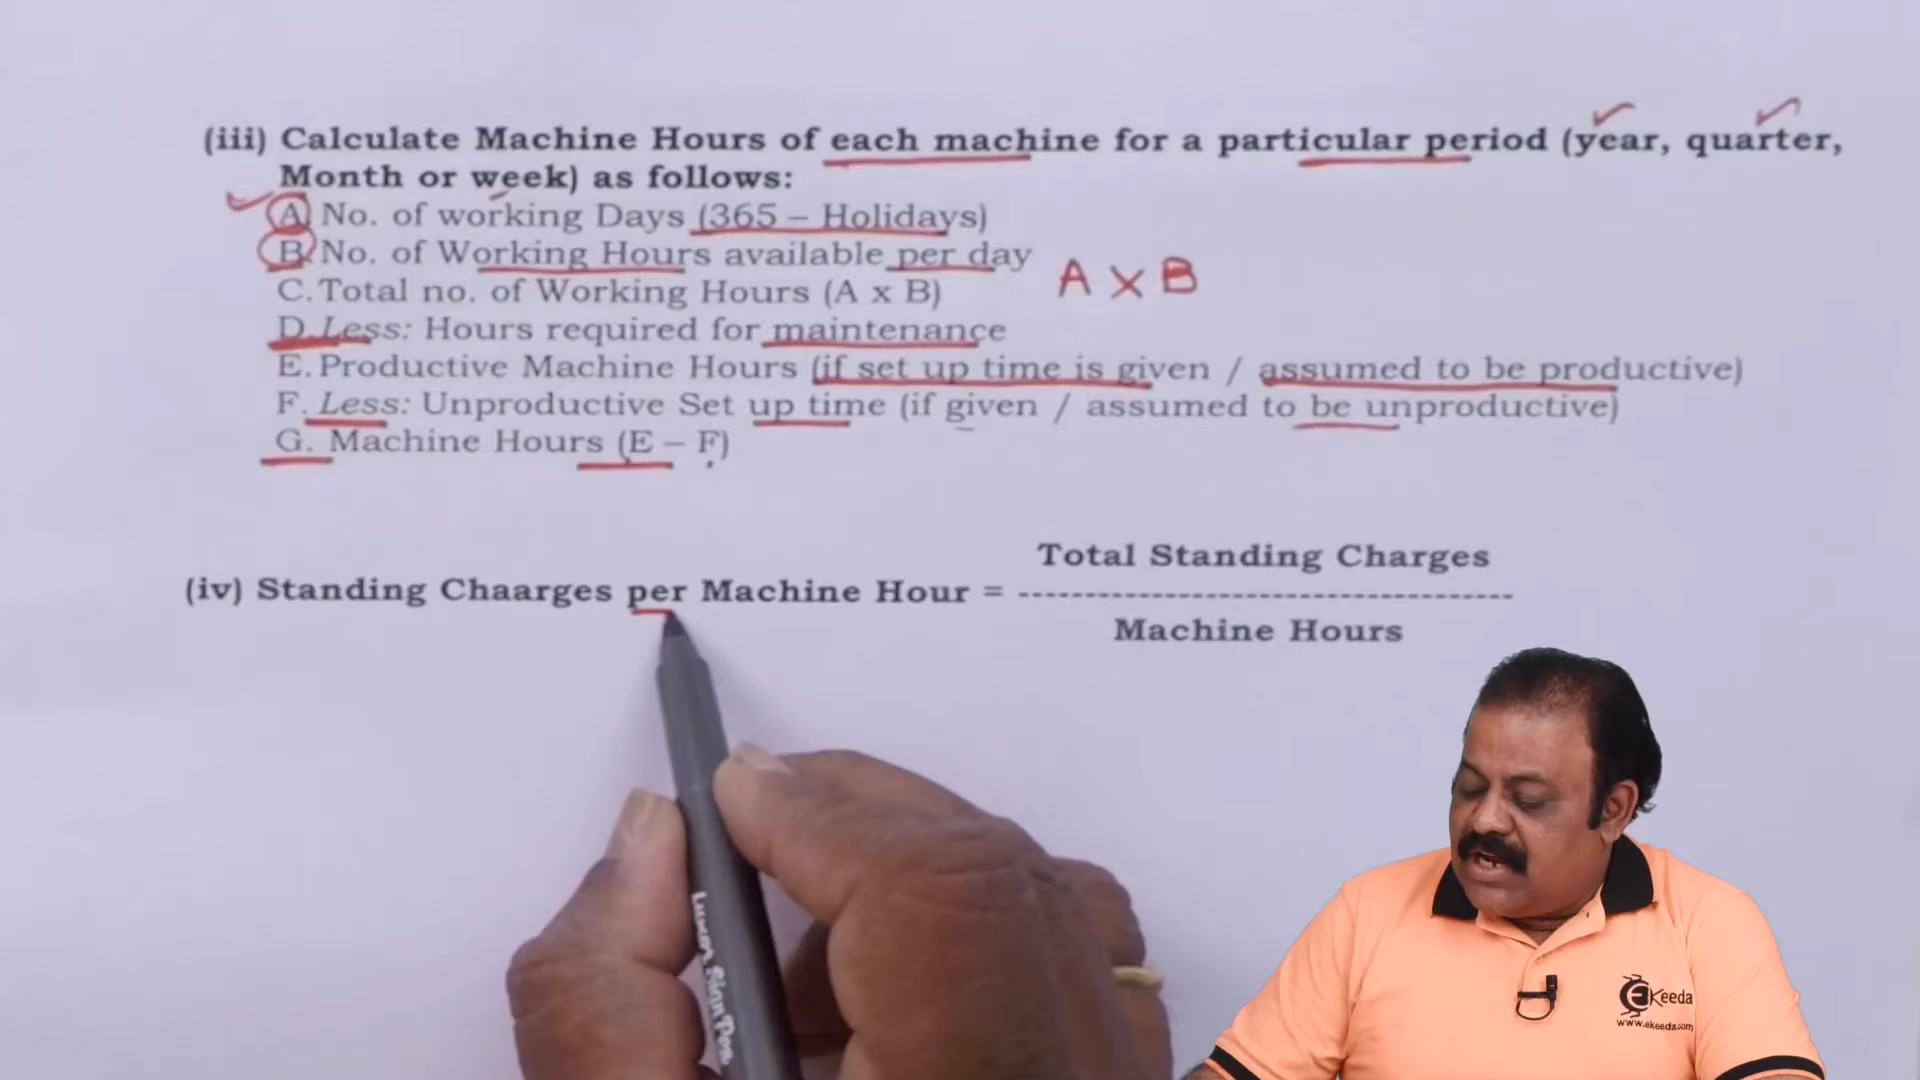 (iii) Calculate Machine Hours of each machine for a particular period (year, quarter,
Month or week) as follows:
A. No. of working Days (365 – Holidays)
B. No. of Working Hours available per day
A X B
C. Total no. of Working Hours (A x B)
D. Less: Hours required for maintenance
E. Productive Machine Hours (if set up time is given / assumed to be productive)
F. Less: Unproductive Set up time (if given / assumed to be unproductive)
G. Machine Hours (E – F)
(iv) Standing Chaarges per Machine Hour =
Total Standing Charges
Machine Hours
Luxor SignPen
eKeeda
www.ekeeda.com